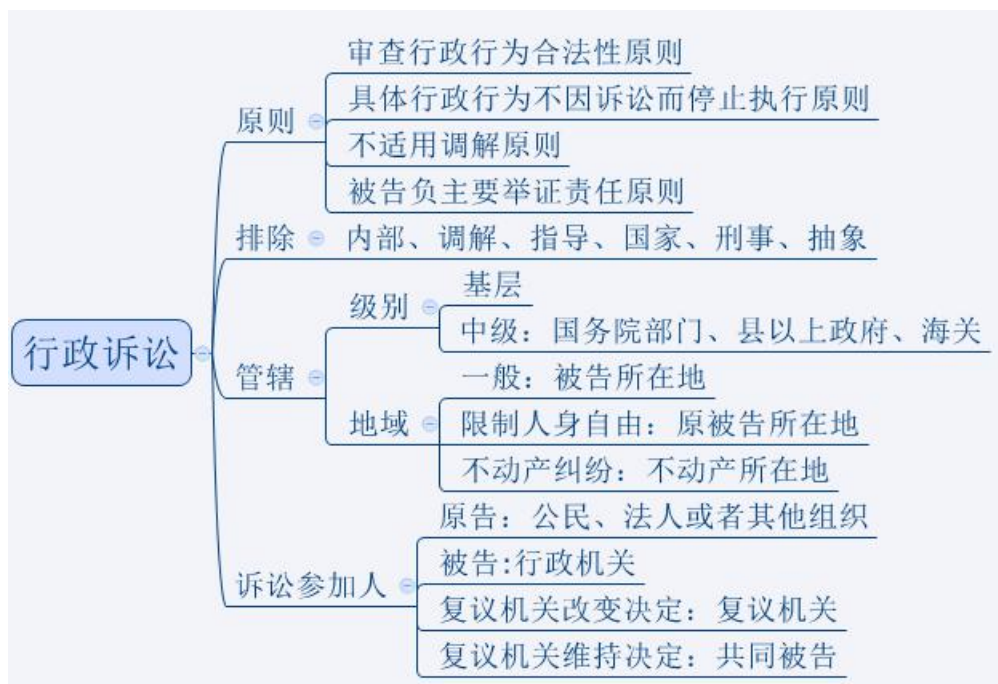 行政诉讼
原则
审查行政行为合法性原则
具体行政行为不因诉讼而停止执行原则
不适用调解原则
被告负主要举证责任原则
排除
内部、调解、指导、国家、刑事、抽象
管辖
级别
基层
中级：国务院部门、县以上政府、海关
地域
一般：被告所在地
限制人身自由：原被告所在地
不动产纠纷：不动产所在地
诉讼参加人
原告：公民、法人或者其他组织
被告:行政机关
复议机关改变决定：复议机关
复议机关维持决定：共同被告